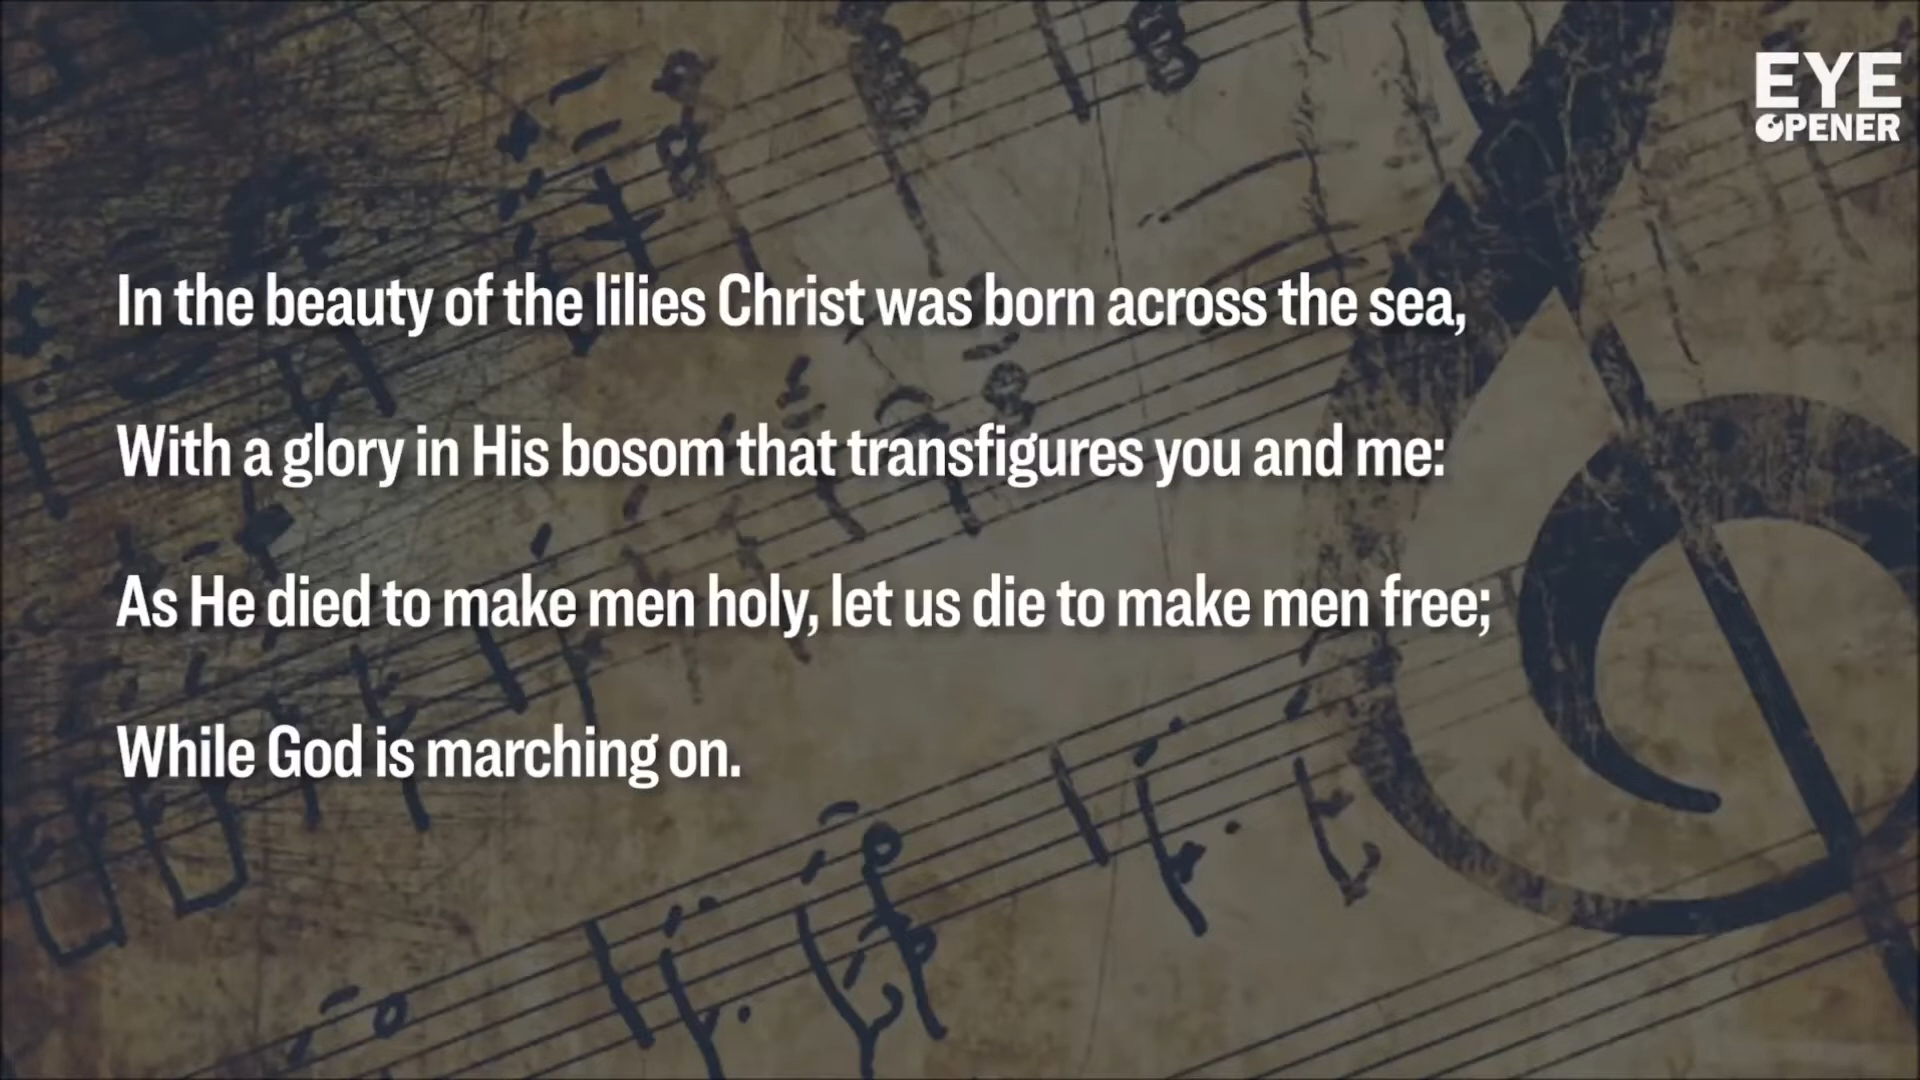 EYE
OPENER
In the beauty of the lilies Christ was born across the sea,
With a glory in His bosom that transfigures you and me:
As He died to make men holy, let us die to make men free;
While God is marching on.